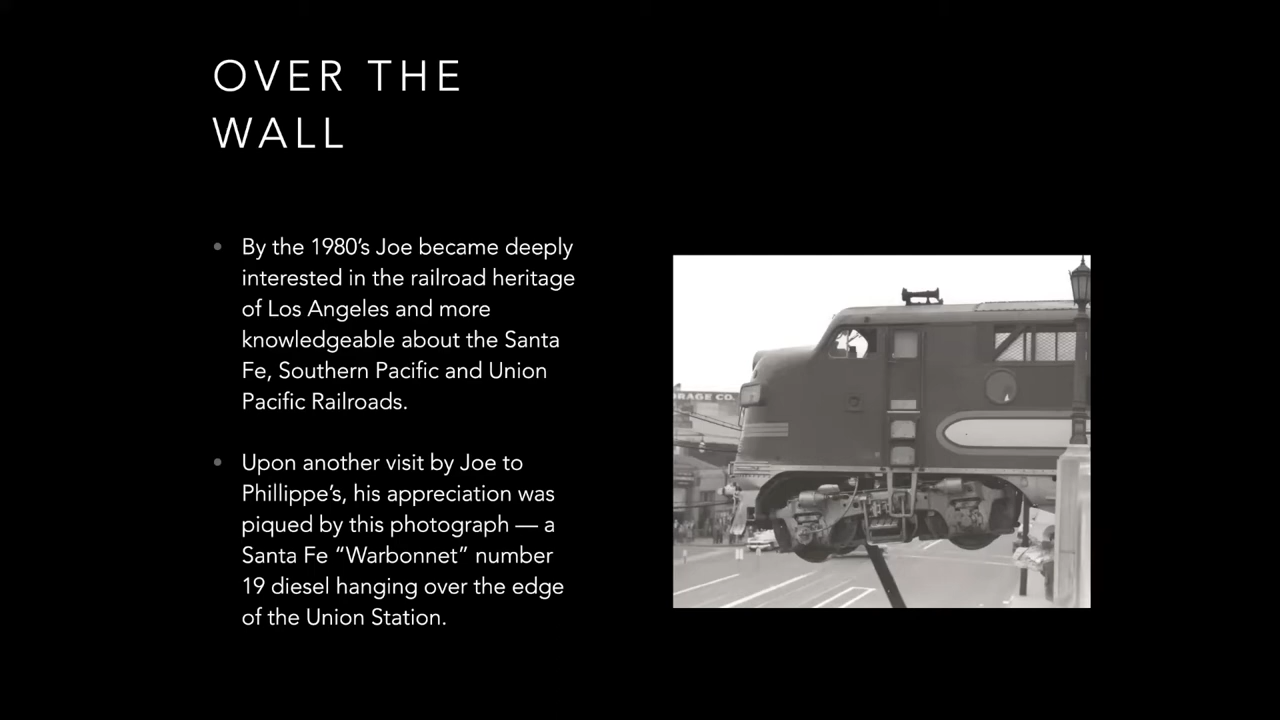 OVER THE
WALL
• By the 1980’s Joe became deeply
interested in the railroad heritage
of Los Angeles and more
knowledgeable about the Santa
Fe, Southern Pacific and Union
Pacific Railroads.
• Upon another visit by Joe to
Phillippe’s, his appreciation was
piqued by this photograph — a
Santa Fe “Warbonnet” number
19 diesel hanging over the edge
of the Union Station.
RAGE CO.